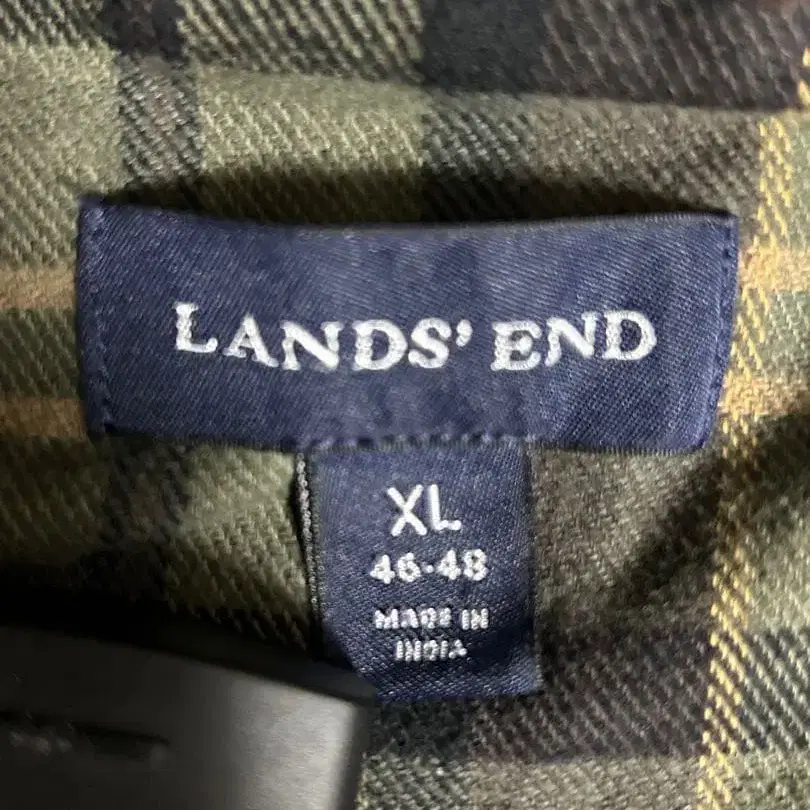 LANDS' END
XL
46-48
MADE IN
INDIA